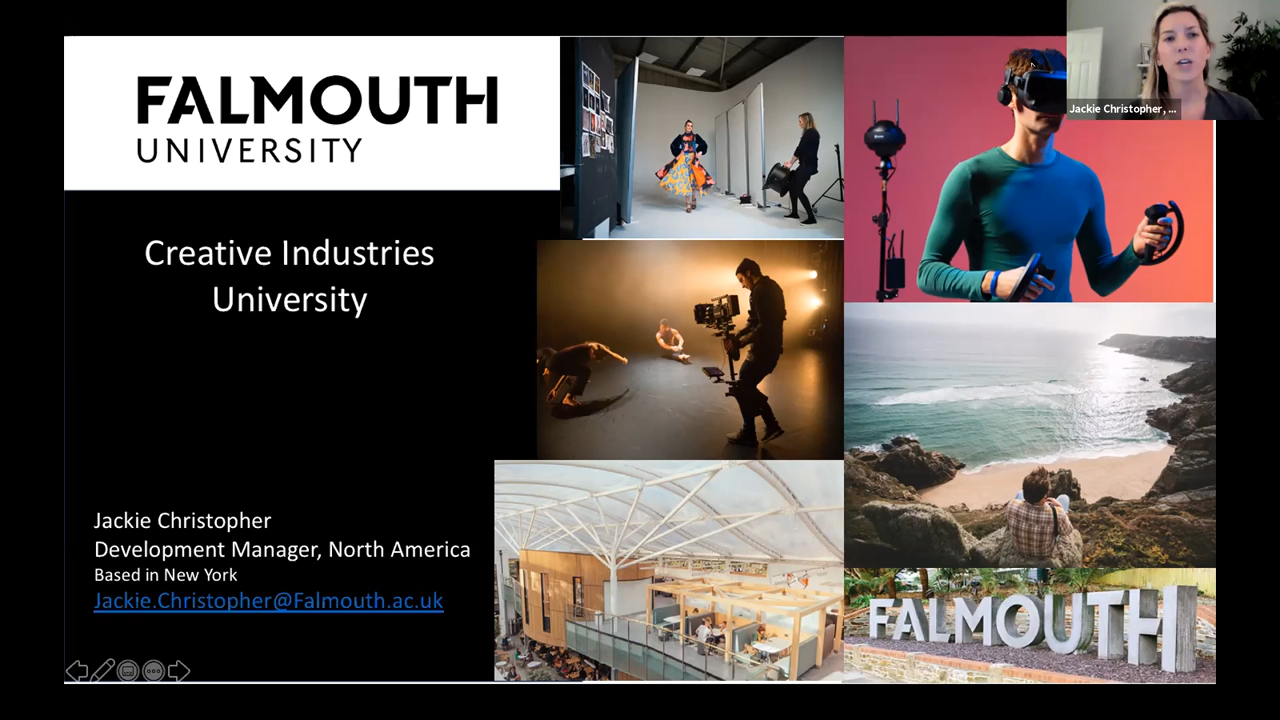 FALMOUTH
UNIVERSITY
Creative Industries
University
Jackie Christopher
Development Manager, North America
Based in New York
Jackie.Christopher@Falmouth.ac.uk
Jackie Christopher, ...
FALMOUTH